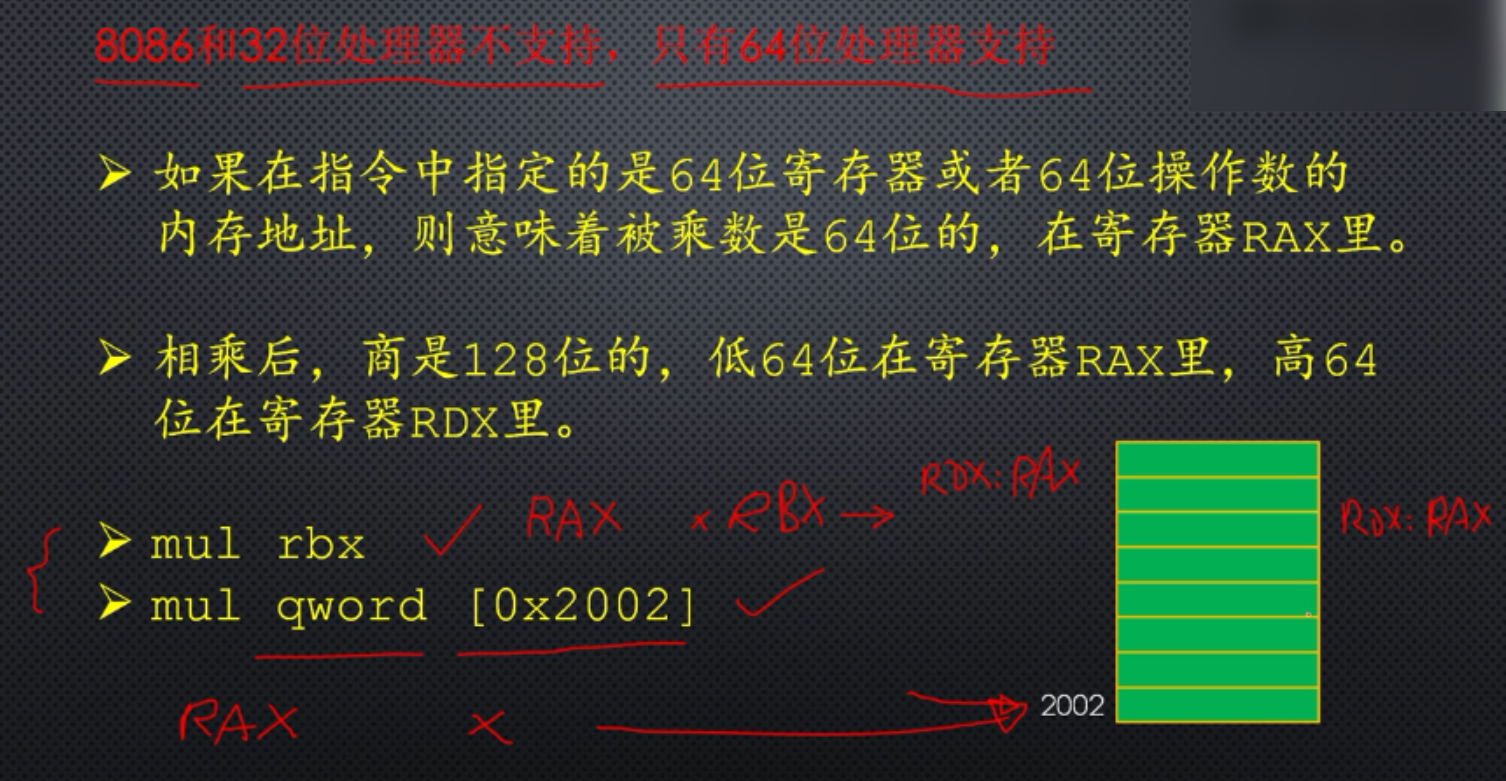 8086和32位处理器不支持，只有64位处理器支持
➢ 如果在指令中指定的是64位寄存器或者64位操作数的
内存地址，则意味着被乘数是64位的，在寄存器RAX里。
➢ 相乘后，商是128位的，低64位在寄存器RAX里，高64
位在寄存器RDX里。
➢ mul rbx ✓ RAX × RBX → RDX:RAX
RDX:RAX
➢ mul qword [0x2002] ✓
RAX × → 2002